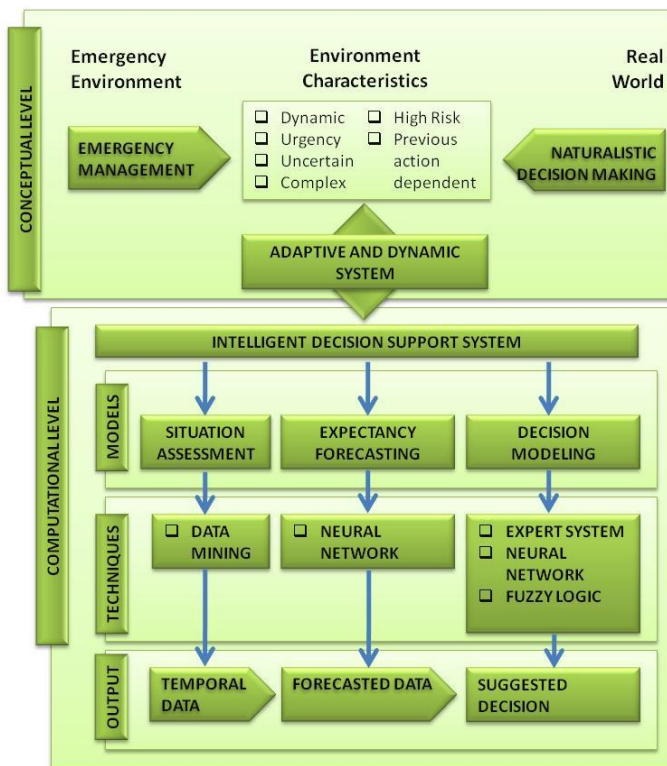 CONCEPTUAL LEVEL
Emergency
Environment
Environment
Characteristics
Real
World
EMERGENCY
MANAGEMENT
❑ Dynamic
❑ Urgency
❑ Uncertain
❑ Complex
❑ High Risk
❑ Previous
action
dependent
NATURALISTIC
DECISION MAKING
ADAPTIVE AND DYNAMIC
SYSTEM
COMPUTATIONAL LEVEL
INTELLIGENT DECISION SUPPORT SYSTEM
MODELS
SITUATION
ASSESSMENT
EXPECTANCY
FORECASTING
DECISION
MODELING
TECHNIQUES
❑ DATA
MINING
❑ NEURAL
NETWORK
❑ EXPERT SYSTEM
❑ NEURAL
NETWORK
❑ FUZZY LOGIC
OUTPUT
TEMPORAL
DATA
FORECASTED DATA
SUGGESTED
DECISION